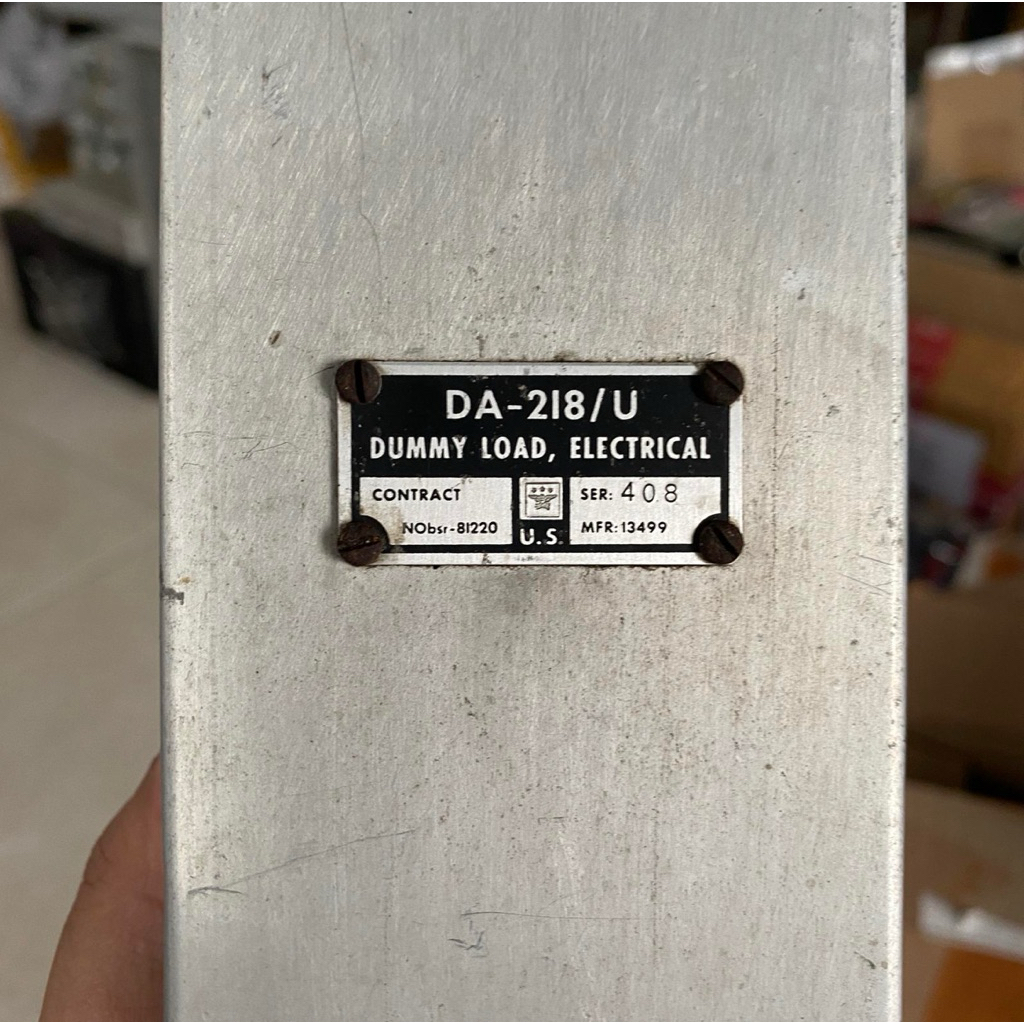 DA-218/U
DUMMY LOAD, ELECTRICAL
CONTRACT
NObsr-81220
U.S.
SER: 408
MFR: 13499